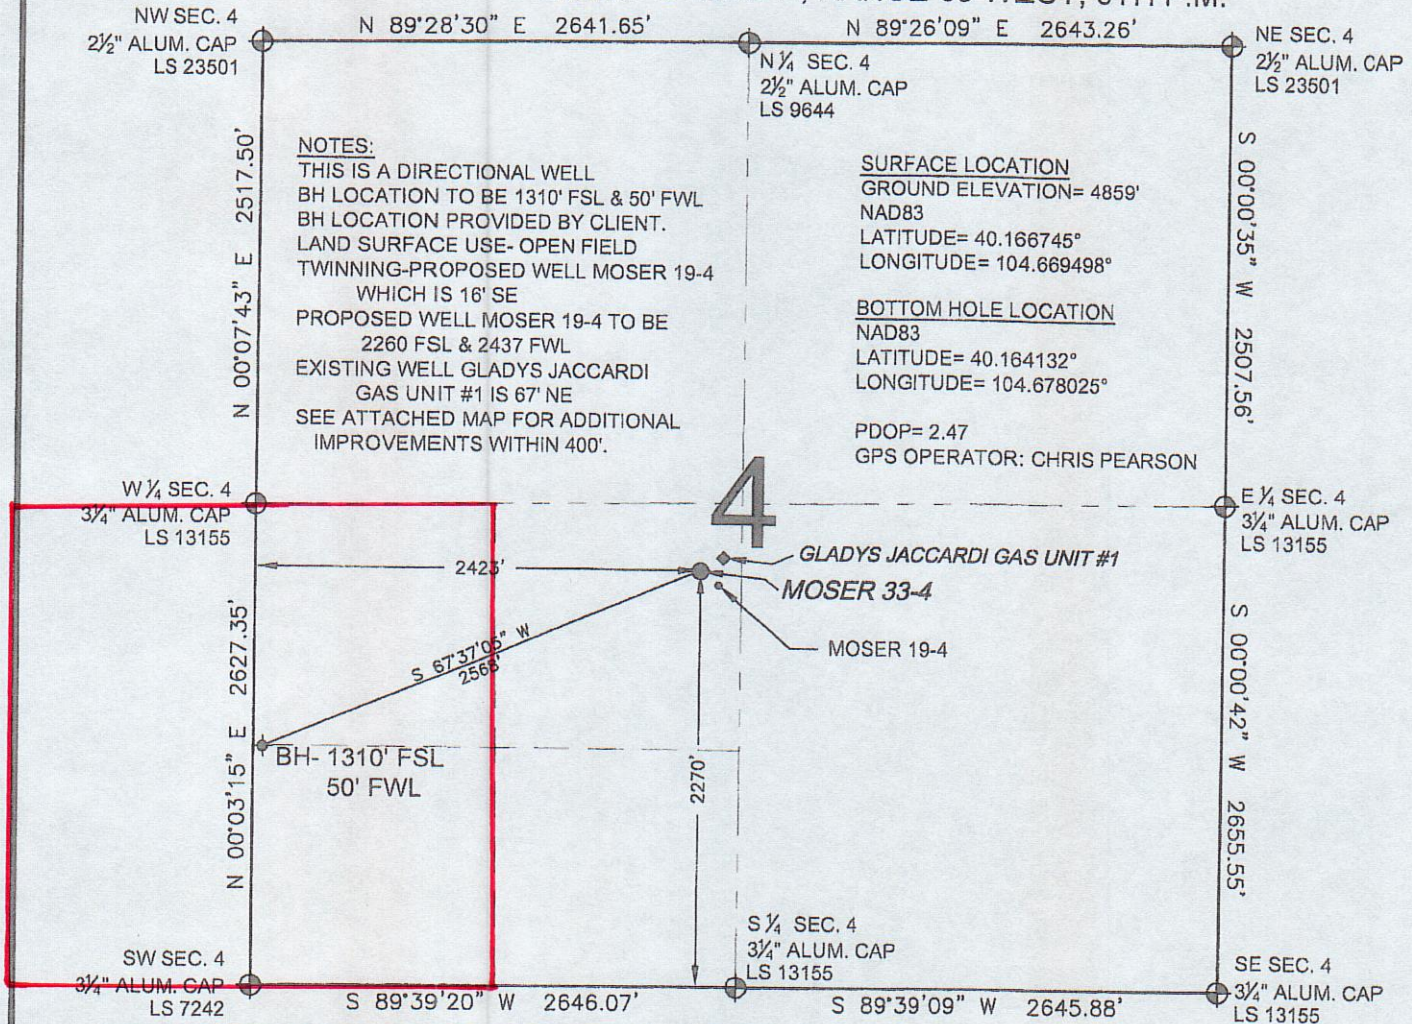 NW SEC. 4
2½" ALUM. CAP
LS 23501
N 89°28'30" E 2641.65'
N 89°26'09" E 2643.26'
NE SEC. 4
2½" ALUM. CAP
LS 23501
N ¼ SEC. 4
2½" ALUM. CAP
LS 9644
N 00°07'43" E 2517.50'
NOTES:
THIS IS A DIRECTIONAL WELL
BH LOCATION TO BE 1310' FSL & 50' FWL
BH LOCATION PROVIDED BY CLIENT.
LAND SURFACE USE- OPEN FIELD
TWINNING-PROPOSED WELL MOSER 19-4
WHICH IS 16' SE
PROPOSED WELL MOSER 19-4 TO BE
2260 FSL & 2437 FWL
EXISTING WELL GLADYS JACCARDI
GAS UNIT #1 IS 67' NE
SEE ATTACHED MAP FOR ADDITIONAL
IMPROVEMENTS WITHIN 400'.
SURFACE LOCATION
GROUND ELEVATION= 4859'
NAD83
LATITUDE= 40.166745°
LONGITUDE= 104.669498°
BOTTOM HOLE LOCATION
NAD83
LATITUDE= 40.164132°
LONGITUDE= 104.678025°
PDOP= 2.47
GPS OPERATOR: CHRIS PEARSON
S 00°00'35" W 2507.56'
W ¼ SEC. 4
3¼" ALUM. CAP
LS 13155
4
E ¼ SEC. 4
3¼" ALUM. CAP
LS 13155
2423'
GLADYS JACCARDI GAS UNIT #1
MOSER 33-4
MOSER 19-4
S 67°37'05" W
2568'
N 00°03'15" E 2627.35'
BH- 1310' FSL
50' FWL
2270'
S 00°00'42" W 2655.55'
SW SEC. 4
3¼" ALUM. CAP
LS 7242
S 89°39'20" W 2646.07'
S ¼ SEC. 4
3¼" ALUM. CAP
LS 13155
S 89°39'09" W 2645.88'
SE SEC. 4
3¼" ALUM. CAP
LS 13155